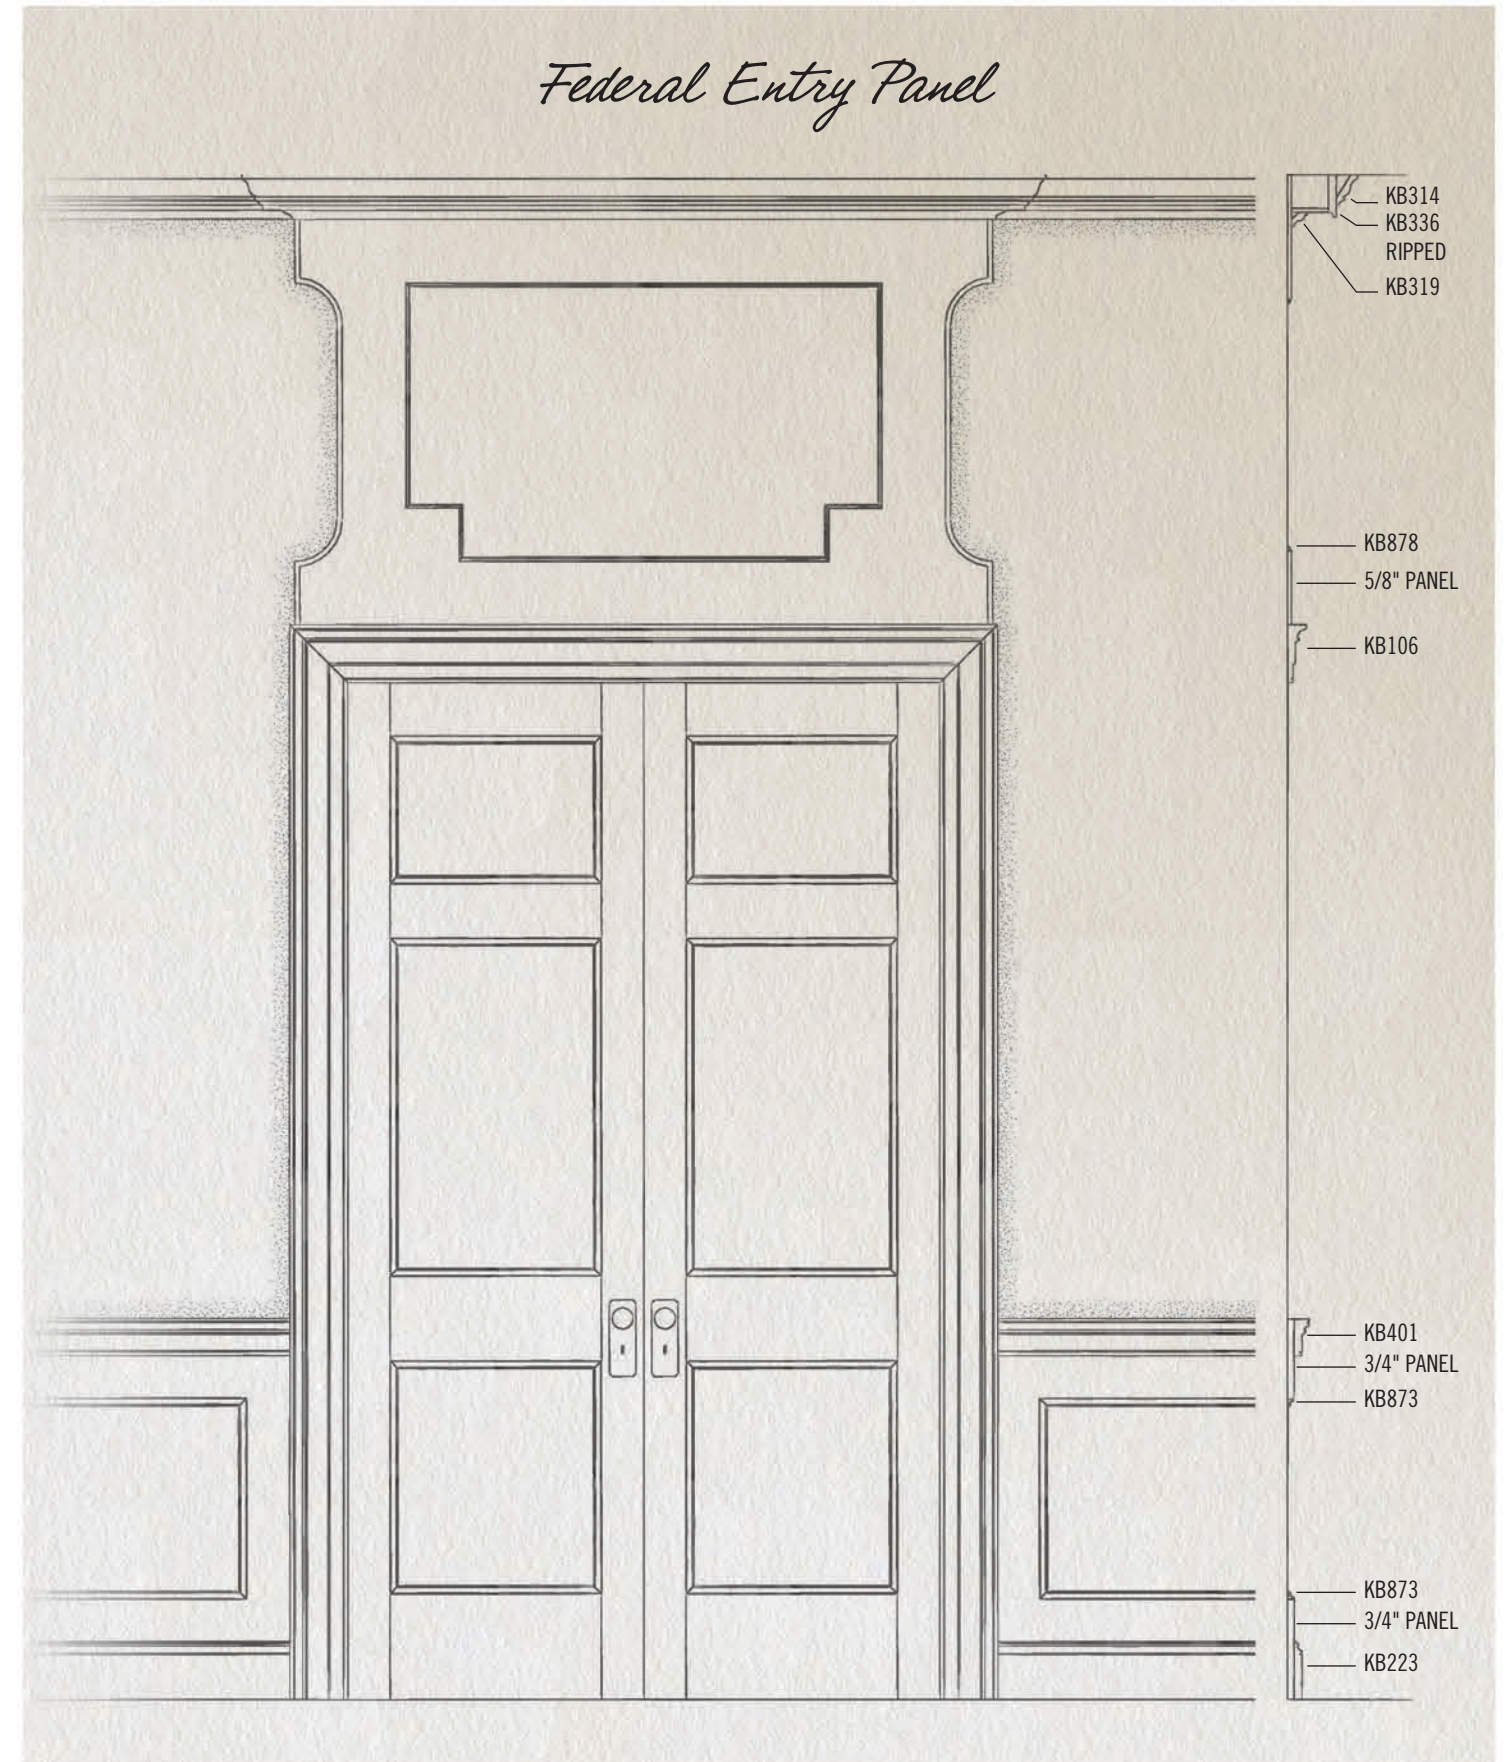 Federal Entry Panel
KB314
KB336
RIPPED
KB319
KB878
5/8" PANEL
KB106
KB401
3/4" PANEL
KB873
KB873
3/4" PANEL
KB223